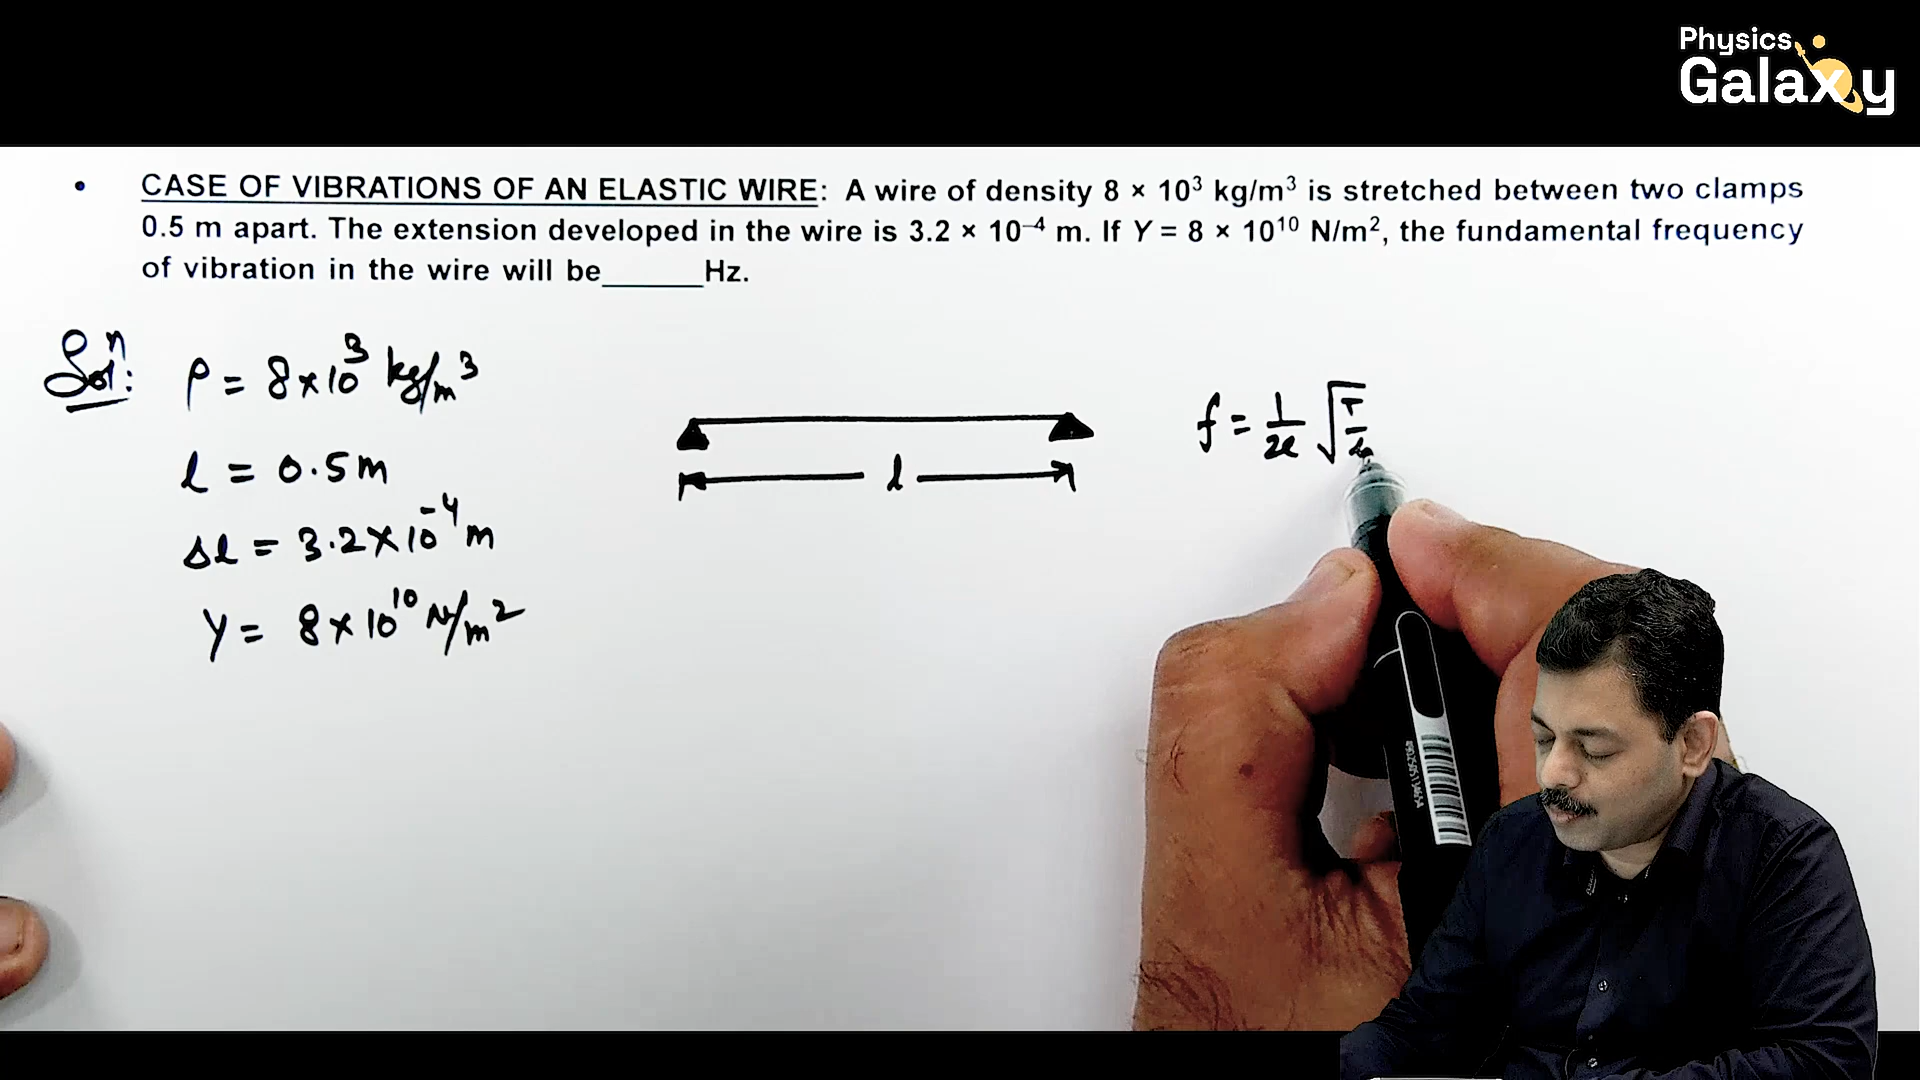 Physics
Galaxy
• CASE OF VIBRATIONS OF AN ELASTIC WIRE: A wire of density 8 × 10³ kg/m³ is stretched between two clamps
0.5 m apart. The extension developed in the wire is 3.2 × 10⁻⁴ m. If Y = 8 × 10¹⁰ N/m², the fundamental frequency
of vibration in the wire will be______Hz.
Solⁿ: ρ = 8×10³ kg/m³
l = 0.5m
Δl = 3.2×10⁻⁴ m
Y = 8×10¹⁰ N/m²
l
f = 1/2l √T/